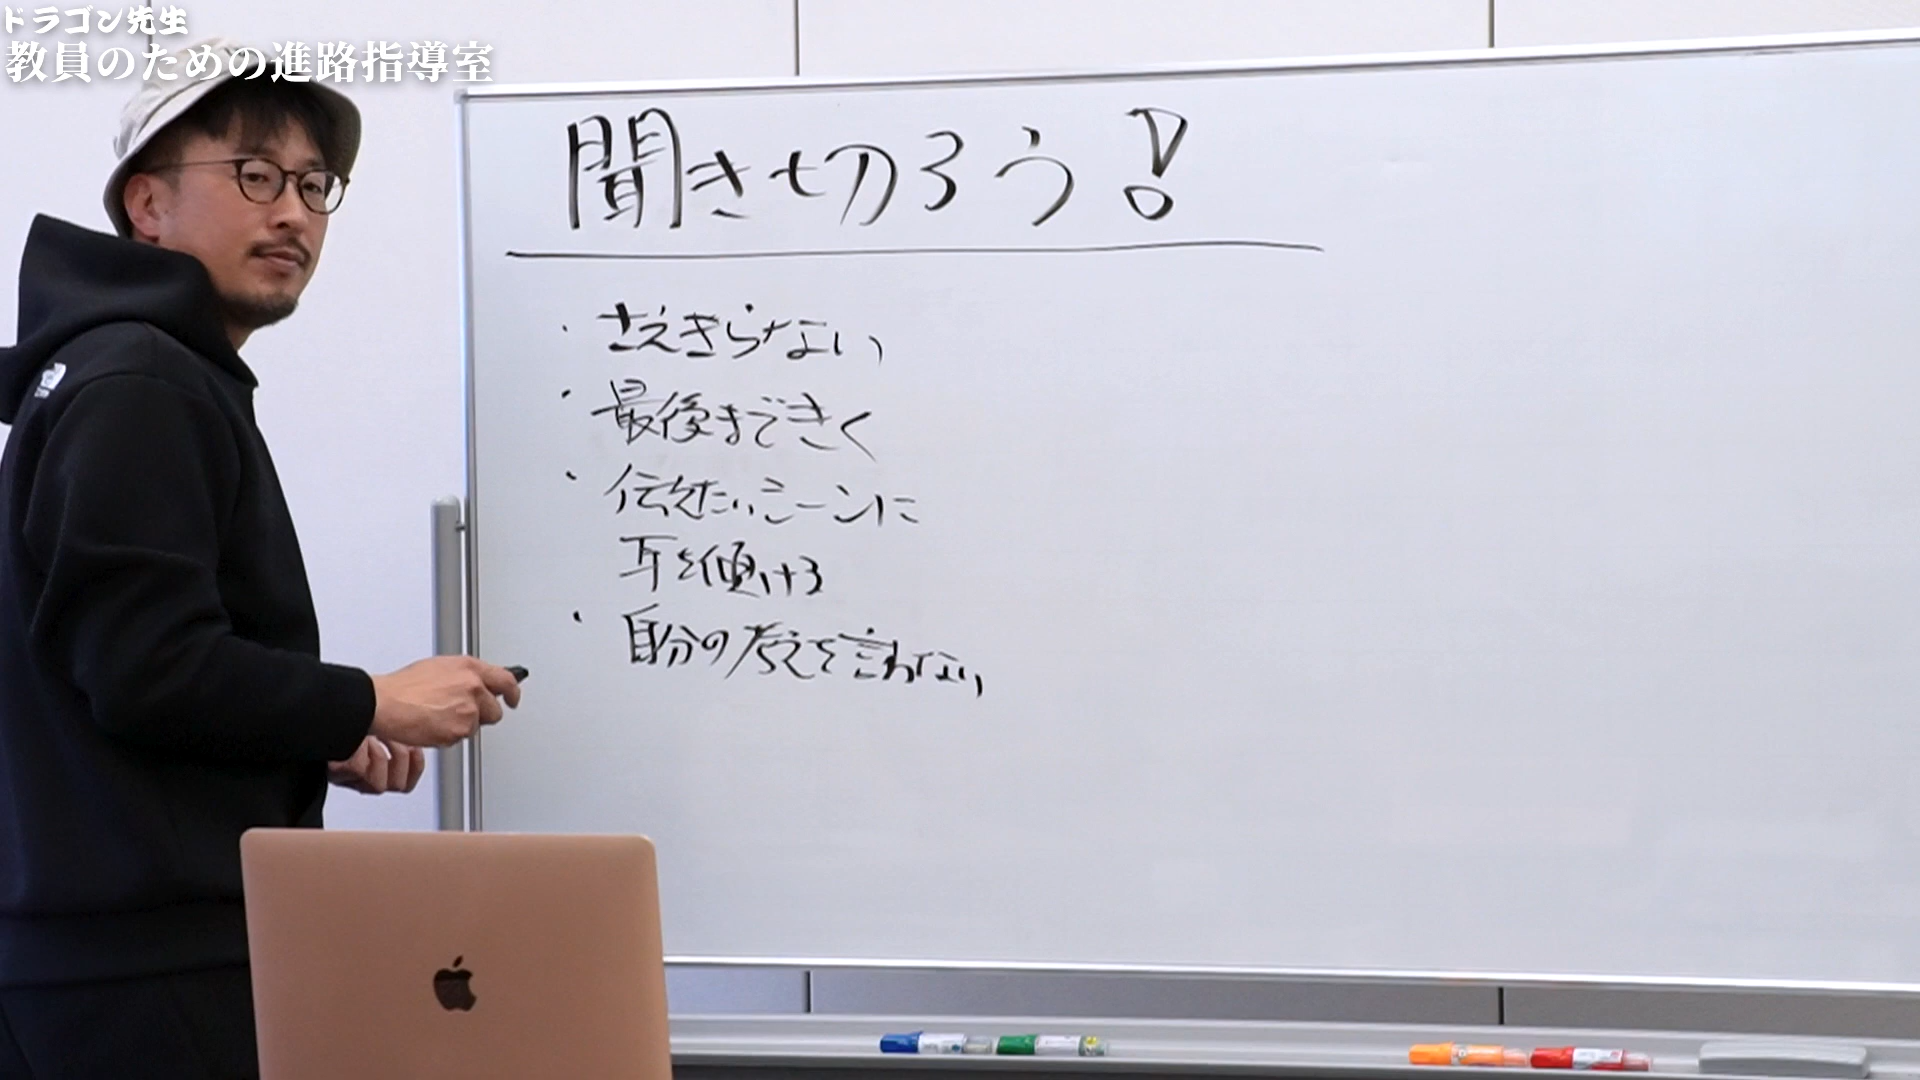 ドラゴン先生
教員のための進路指導室
聞き切ろう!
・さえぎらない
・最後まできく
・伝えたいシーンに
耳を傾ける
・自分の考えを言わない